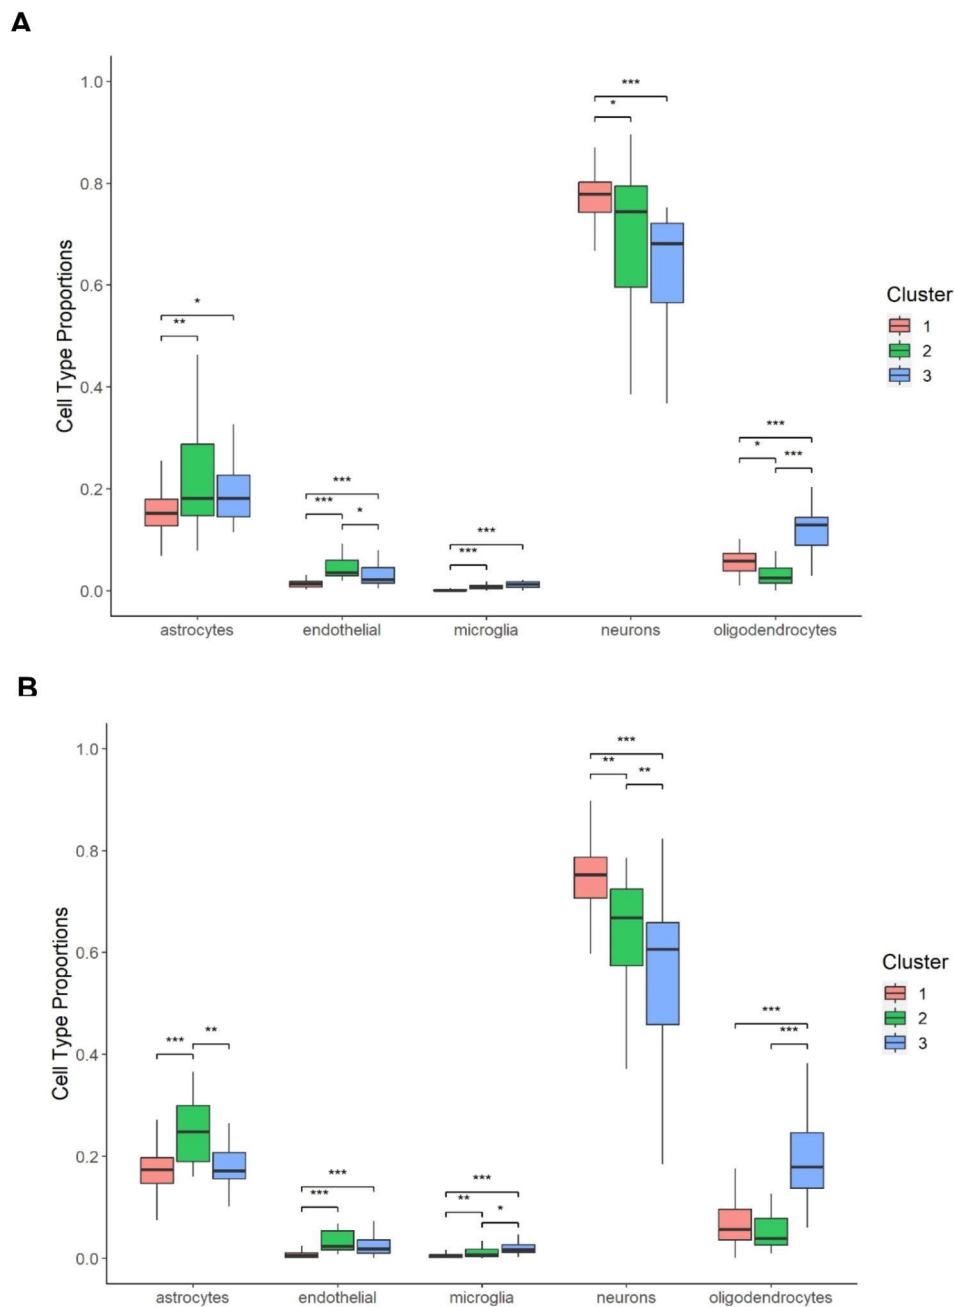 A
1.0
0.8
0.6
0.4
0.2
0.0
Cell Type Proportions
***
*
*
**
***
***
*
***
***
***
*
***
astrocytes
endothelial
microglia
neurons
oligodendrocytes
Cluster
1
2
3
B
1.0
0.8
0.6
0.4
0.2
0.0
Cell Type Proportions
***
**
**
***
**
***
***
***
**
*
***
***
astrocytes
endothelial
microglia
neurons
oligodendrocytes
Cluster
1
2
3